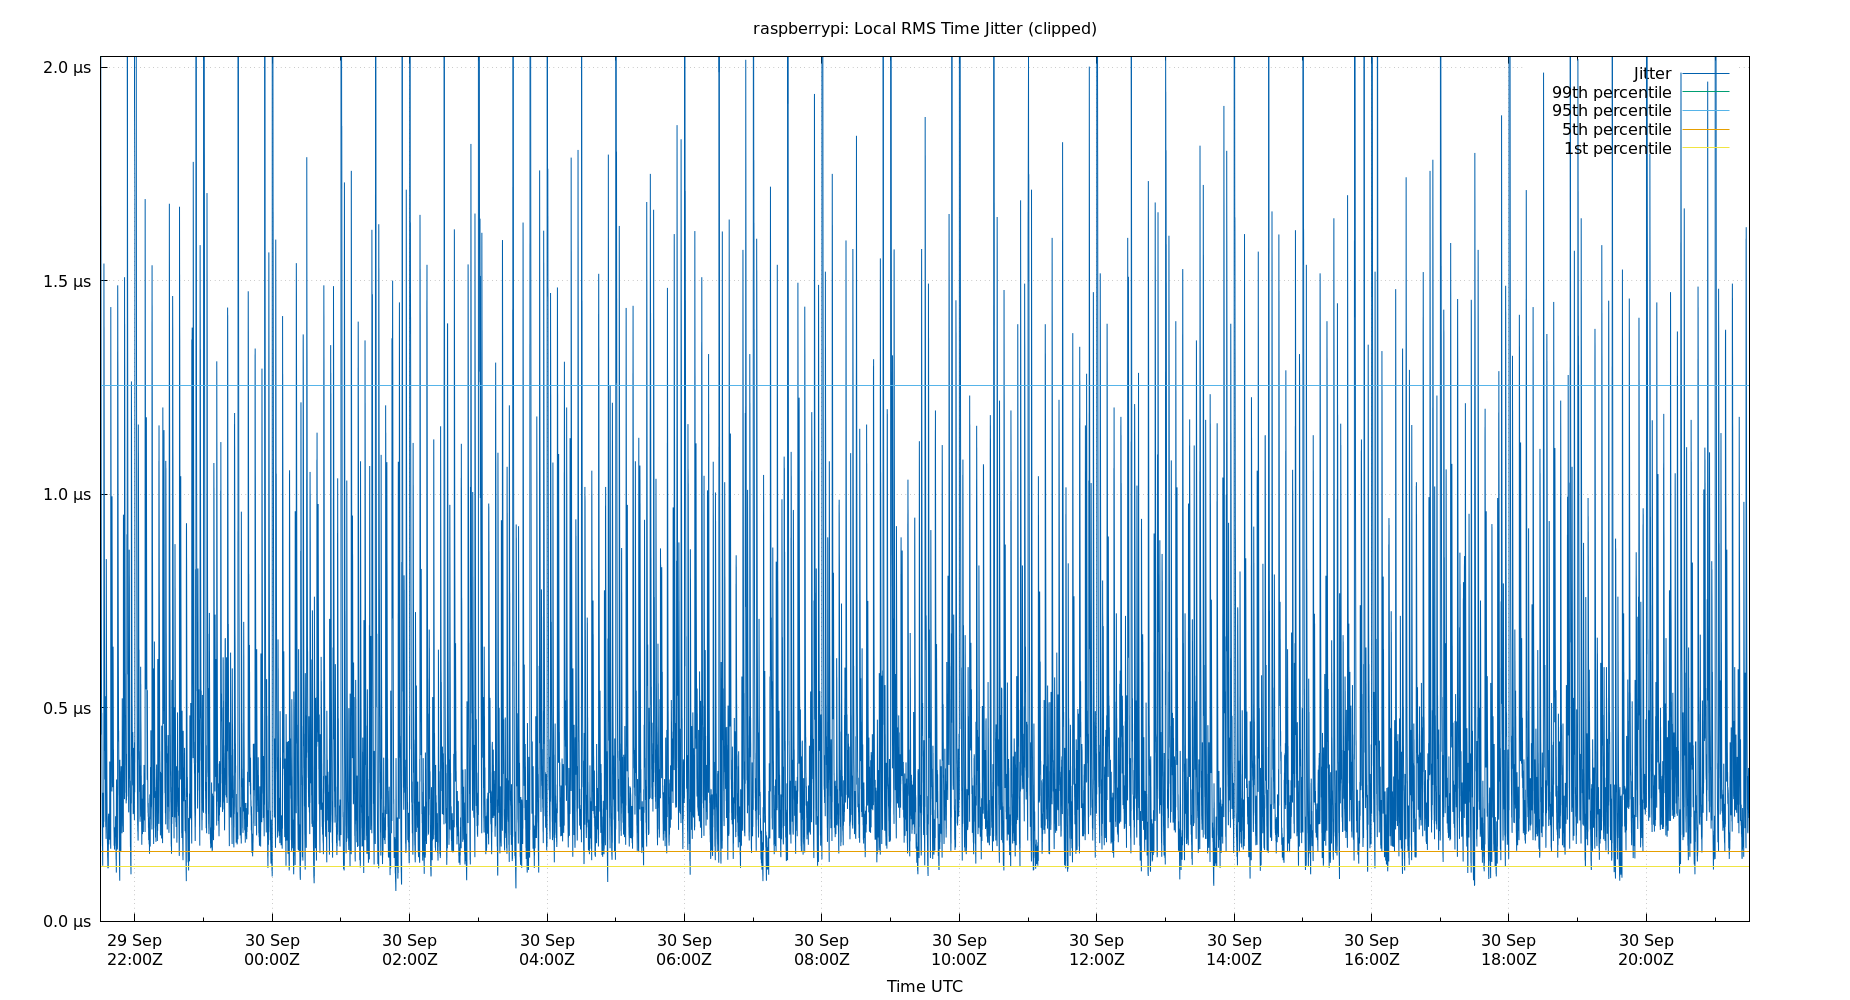 raspberrypi: Local RMS Time Jitter (clipped)
2.0 µs
1.5 µs
1.0 µs
0.5 µs
0.0 µs
Jitter
99th percentile
95th percentile
5th percentile
1st percentile
29 Sep 30 Sep 30 Sep 30 Sep 30 Sep 30 Sep 30 Sep 30 Sep 30 Sep 30 Sep 30 Sep 30 Sep
22:00Z 00:00Z 02:00Z 04:00Z 06:00Z 08:00Z 10:00Z 12:00Z 14:00Z 16:00Z 18:00Z 20:00Z
Time UTC